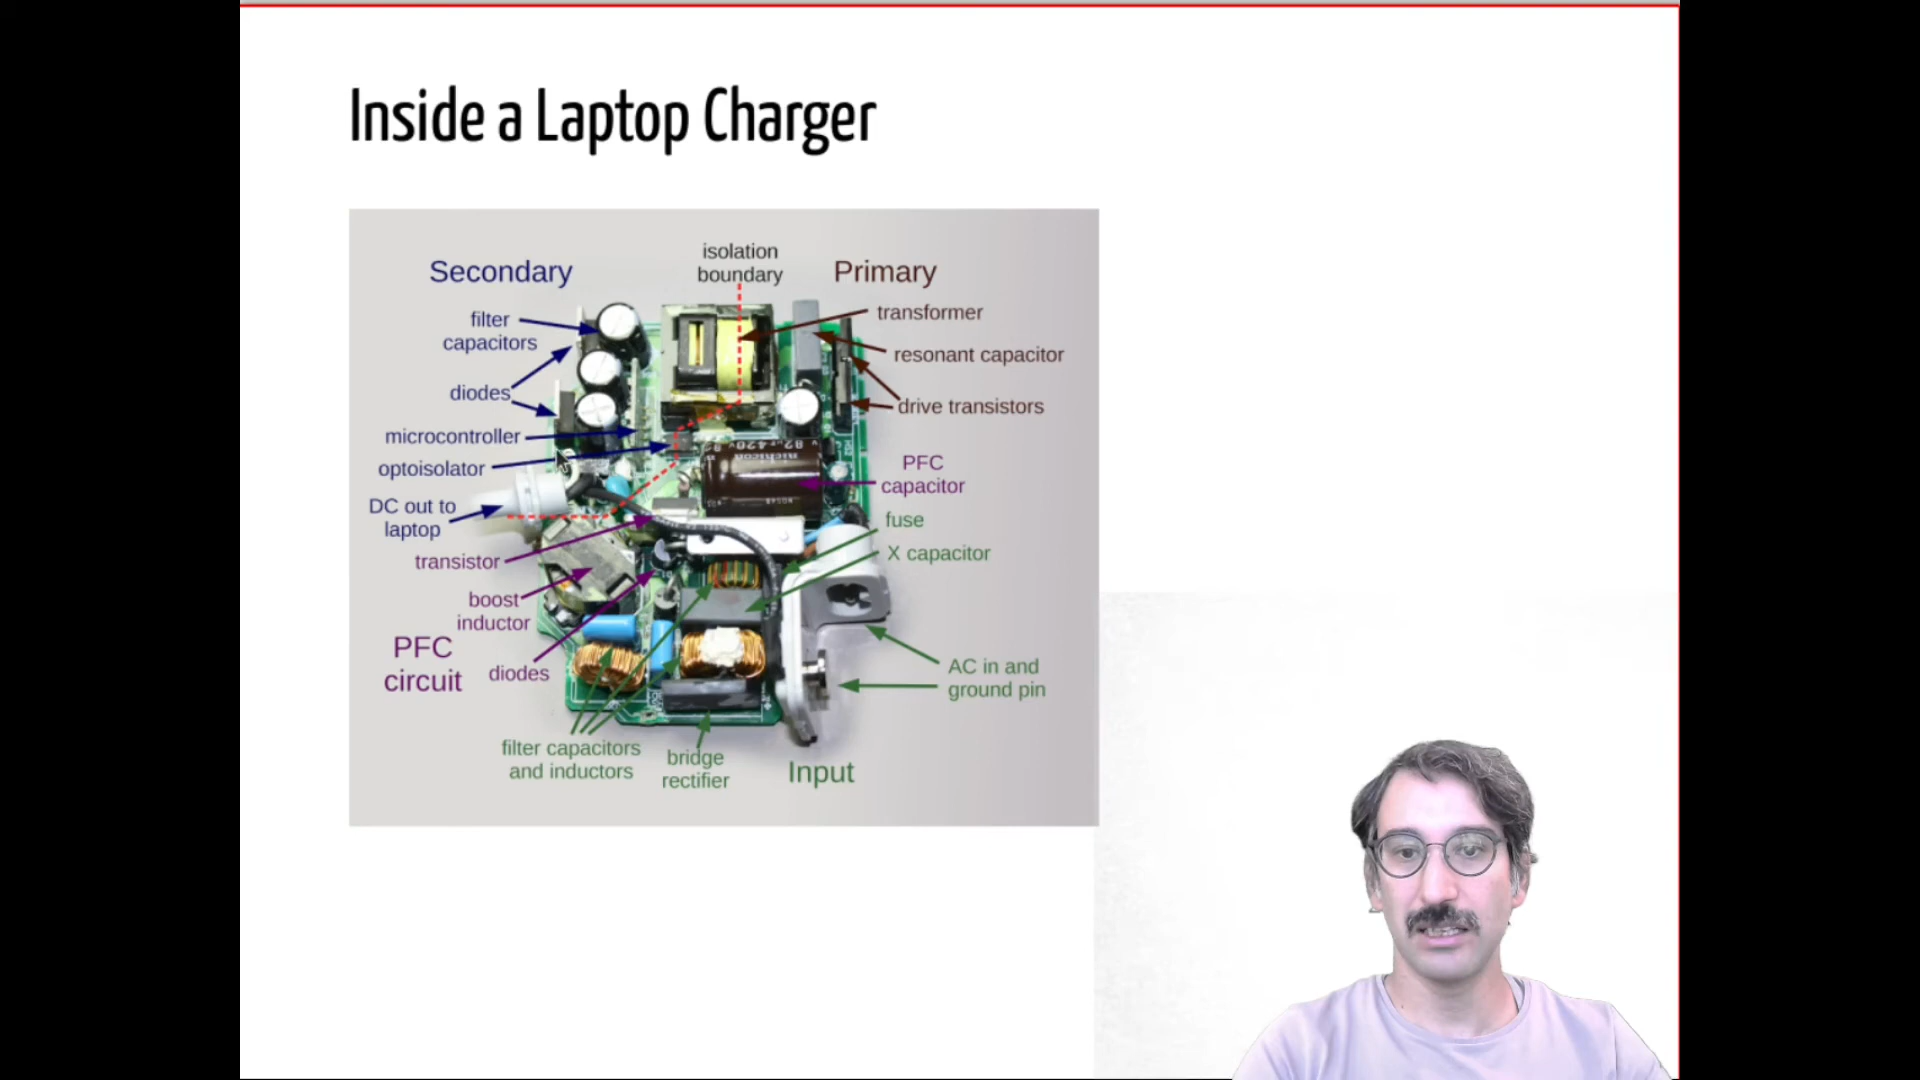 Inside a Laptop Charger
isolation
boundary
Secondary
Primary
filter
capacitors
transformer
resonant capacitor
diodes
drive transistors
microcontroller
optoisolator
PFC
capacitor
DC out to
laptop
fuse
X capacitor
transistor
boost
inductor
PFC
circuit
diodes
AC in and
ground pin
filter capacitors
and inductors
bridge
rectifier
Input
nichicon